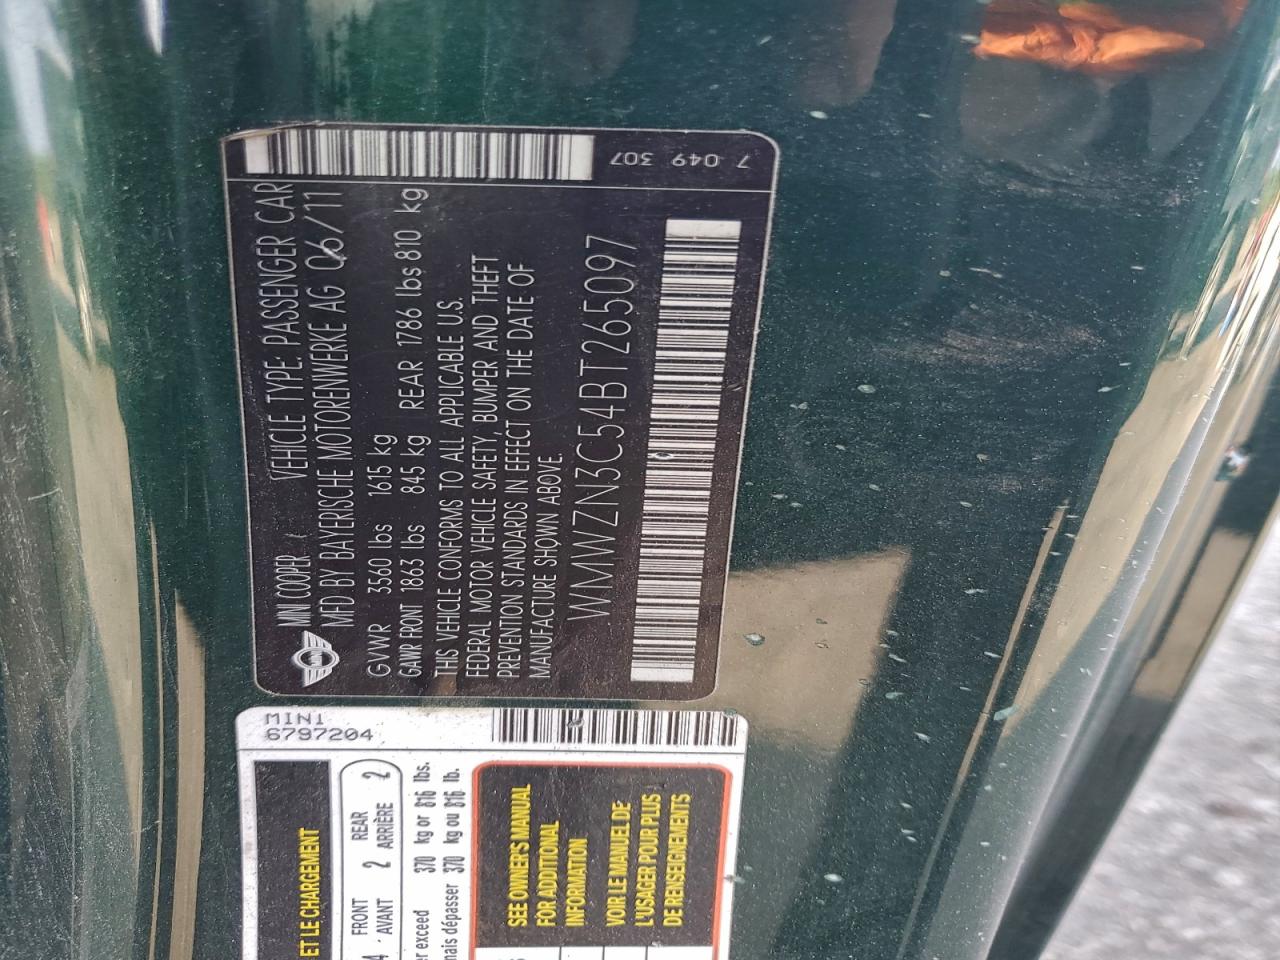 7 049 307
MINI COOPER VEHICLE TYPE: PASSENGER CAR
MFD BY BAYERISCHE MOTORENWERKE AG 06/11
GVWR 3560 lbs 1615 kg
GAWR FRONT 1863 lbs 845 kg REAR 1786 lbs 810 kg
THIS VEHICLE CONFORMS TO ALL APPLICABLE U.S.
FEDERAL MOTOR VEHICLE SAFETY, BUMPER AND THEFT
PREVENTION STANDARDS IN EFFECT ON THE DATE OF
MANUFACTURE SHOWN ABOVE.
WMWZN3C54BT265097
MINI
6797204
ET LE CHARGEMENT
4 FRONT 2 REAR 2
AVANT ARRIÈRE
exceed 370 kg or 816 lbs.
dépasser 370 kg ou 816 lb.
SEE OWNER'S MANUAL
FOR ADDITIONAL
INFORMATION
VOIR LE MANUEL DE
L'USAGER POUR PLUS
DE RENSEIGNEMENTS